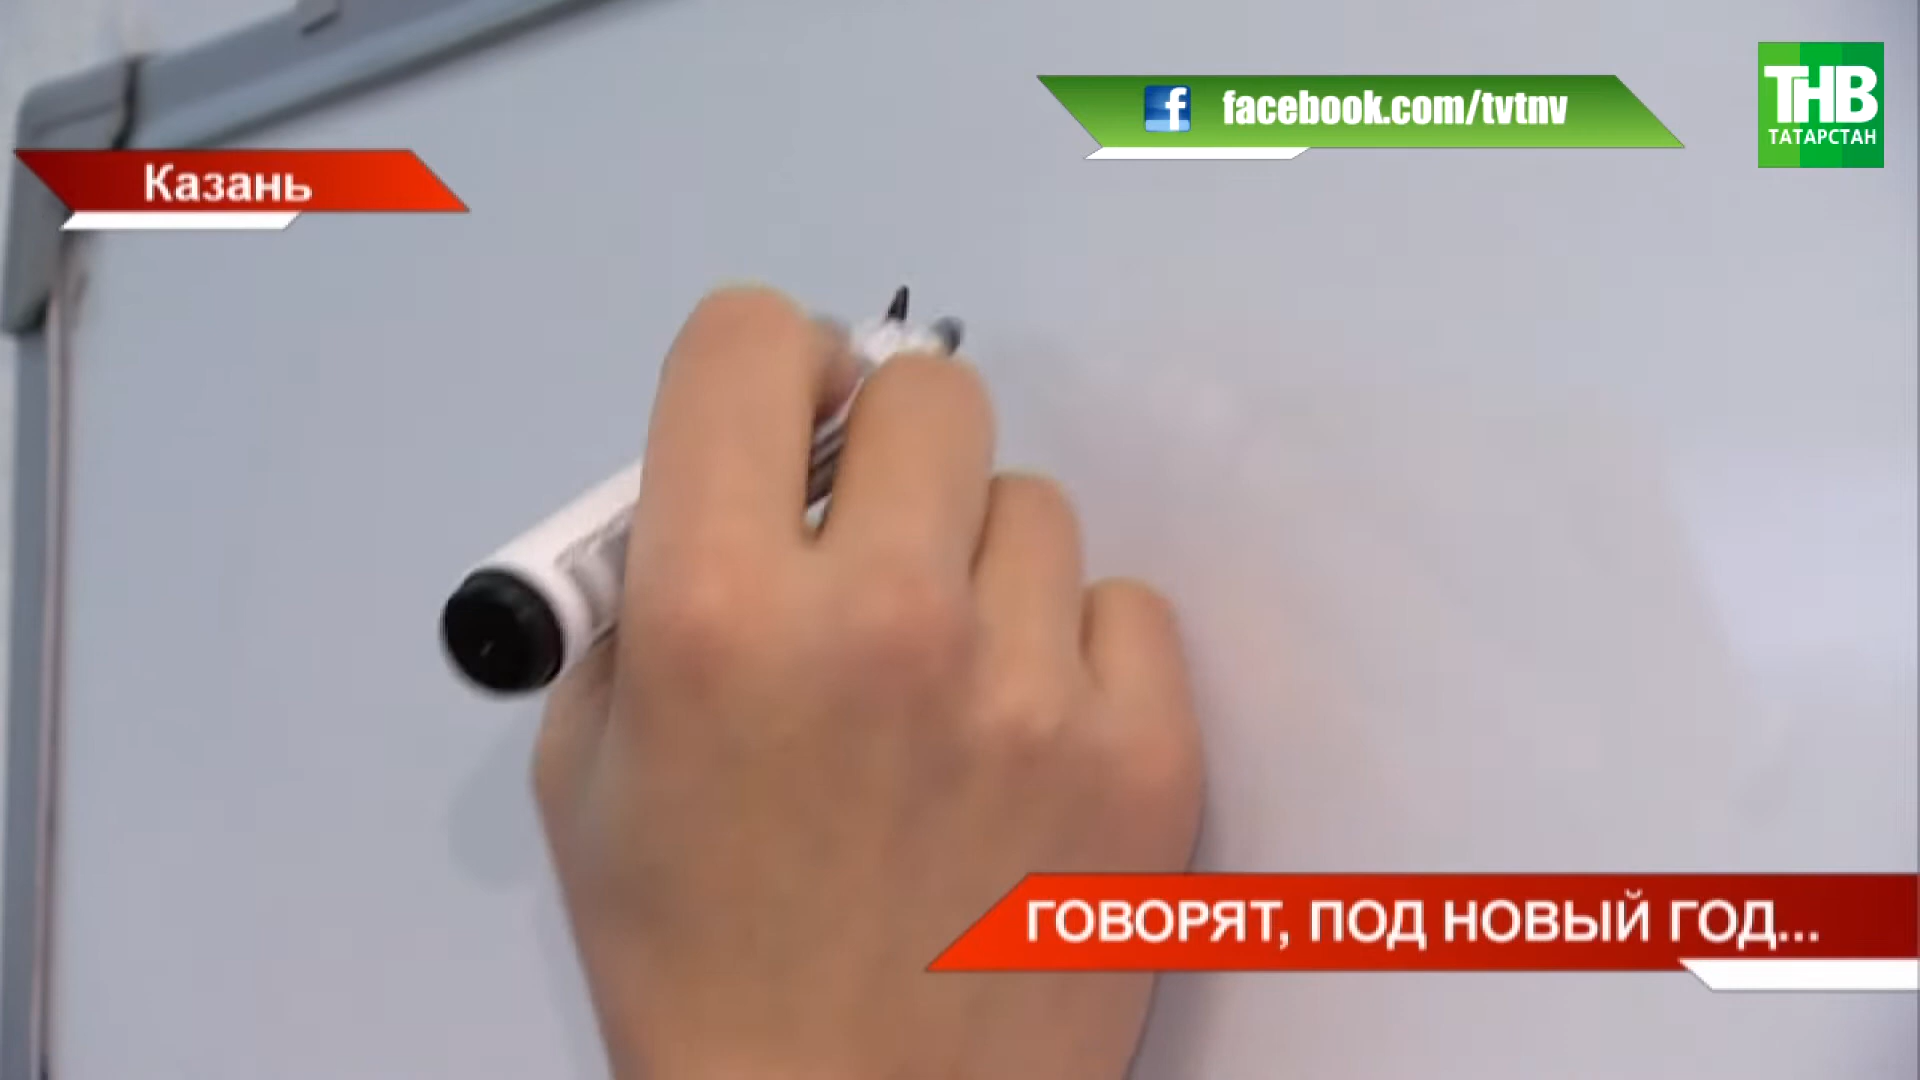 facebook.com/tvtnv
ТНВ
ТАТАРСТАН
Казань
ГОВОРЯТ, ПОД НОВЫЙ ГОД...